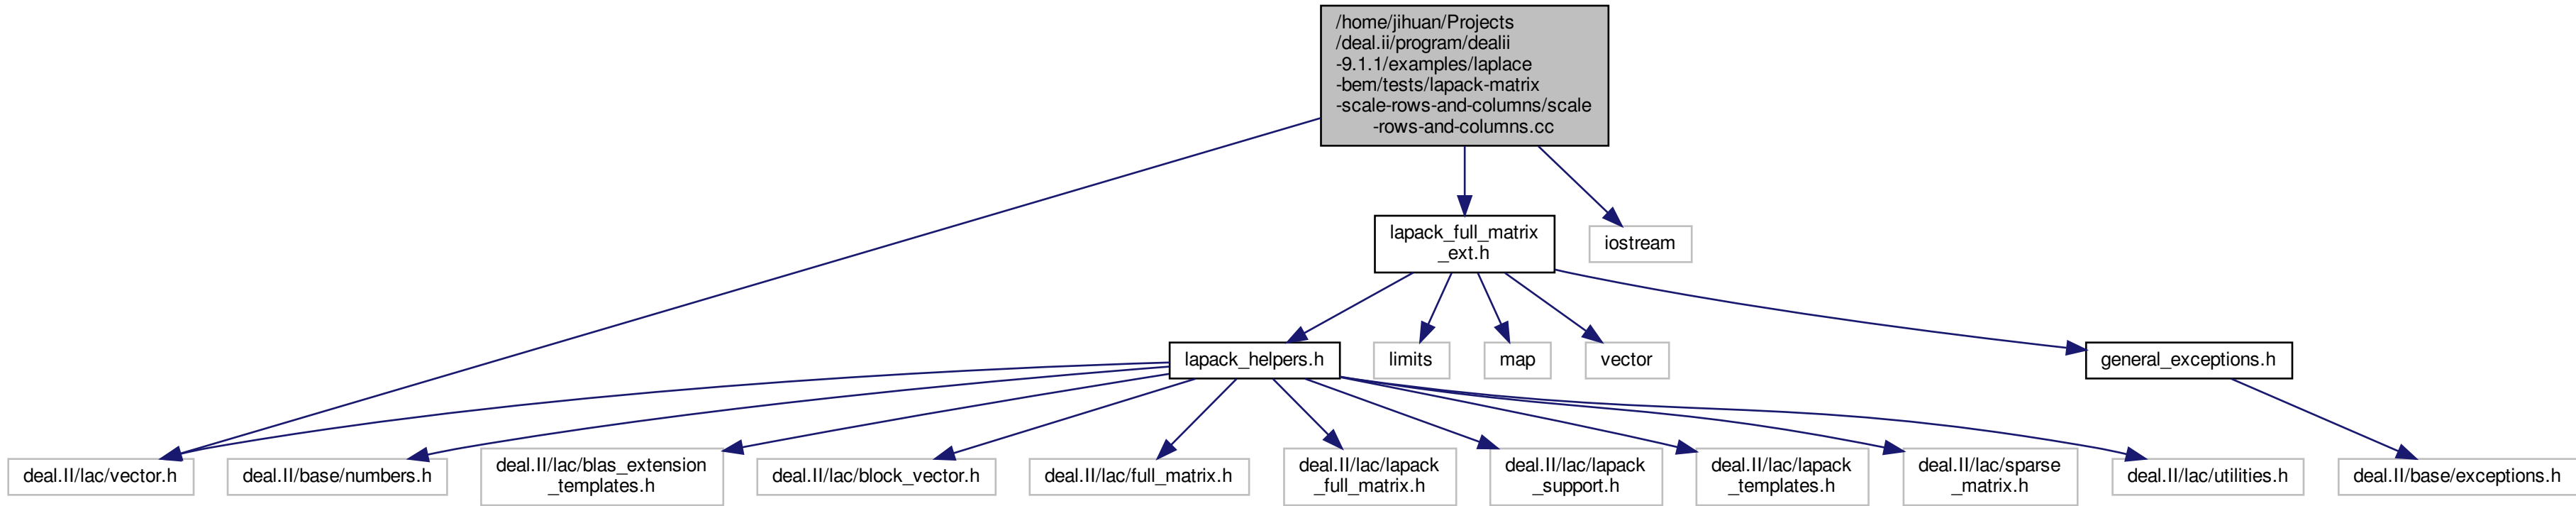 /home/jihuan/Projects
/deal.ii/program/dealii
-9.1.1/examples/laplace
-bem/tests/lapack-matrix
-scale-rows-and-columns/scale
-rows-and-columns.cc
lapack_full_matrix
_ext.h
iostream
lapack_helpers.h
limits
map
vector
general_exceptions.h
deal.II/lac/vector.h
deal.II/base/numbers.h
deal.II/lac/blas_extension
_templates.h
deal.II/lac/block_vector.h
deal.II/lac/full_matrix.h
deal.II/lac/lapack
_full_matrix.h
deal.II/lac/lapack
_support.h
deal.II/lac/lapack
_templates.h
deal.II/lac/sparse
_matrix.h
deal.II/lac/utilities.h
deal.II/base/exceptions.h